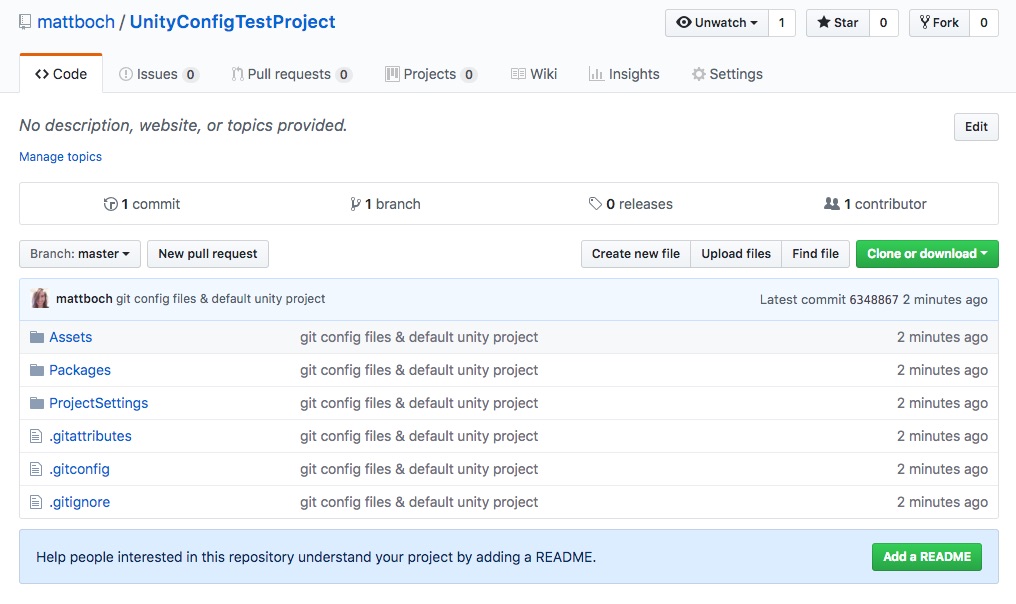 mattboch / UnityConfigTestProject Unwatch 1 Star 0 Fork 0
Code Issues 0 Pull requests 0 Projects 0 Wiki Insights Settings
No description, website, or topics provided. Edit
Manage topics
1 commit 1 branch 0 releases 1 contributor
Branch: master New pull request Create new file Upload files Find file Clone or download
mattboch git config files & default unity project Latest commit 6348867 2 minutes ago
Assets git config files & default unity project 2 minutes ago
Packages git config files & default unity project 2 minutes ago
ProjectSettings git config files & default unity project 2 minutes ago
.gitattributes git config files & default unity project 2 minutes ago
.gitconfig git config files & default unity project 2 minutes ago
.gitignore git config files & default unity project 2 minutes ago
Help people interested in this repository understand your project by adding a README. Add a README